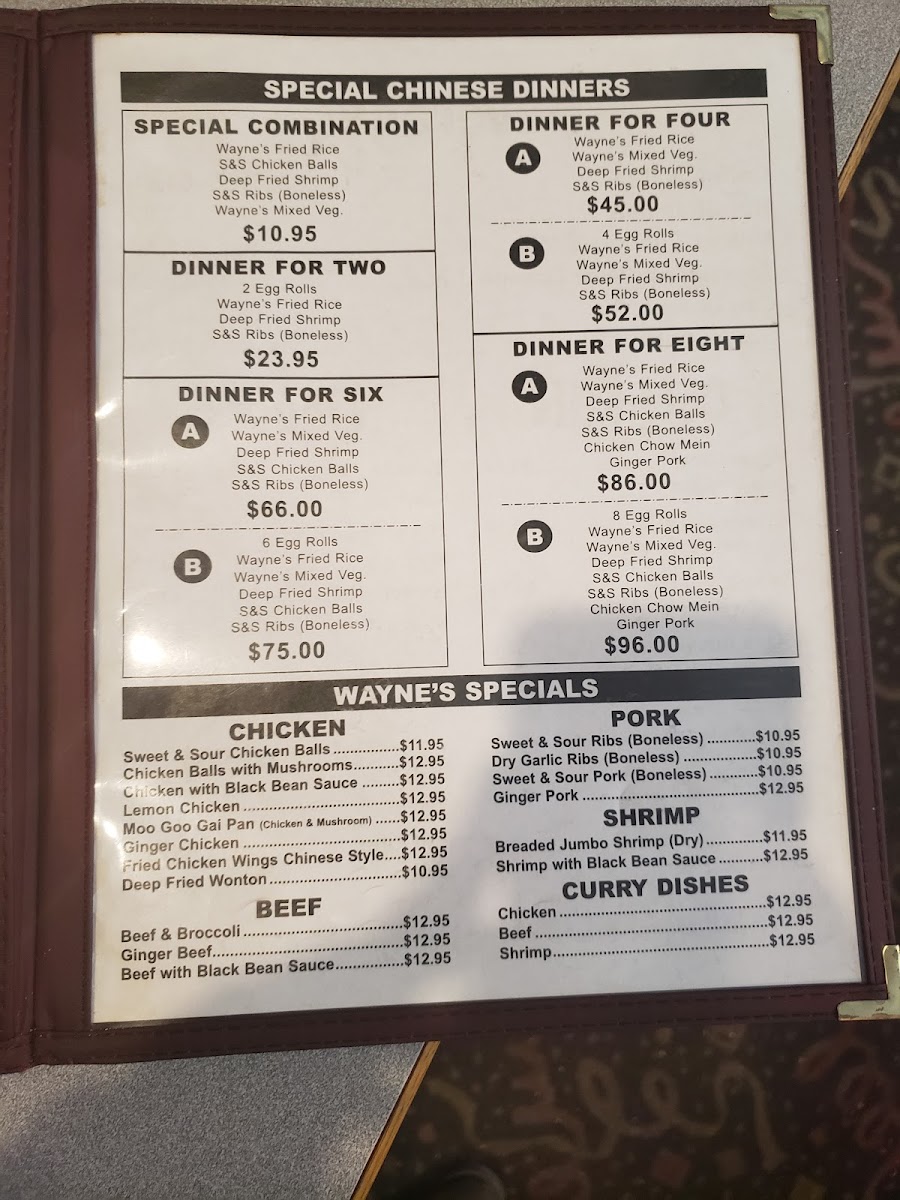 SPECIAL CHINESE DINNERS
SPECIAL COMBINATION
Wayne's Fried Rice
S&S Chicken Balls
Deep Fried Shrimp
S&S Ribs (Boneless)
Wayne's Mixed Veg.
$10.95
DINNER FOR TWO
2 Egg Rolls
Wayne's Fried Rice
Deep Fried Shrimp
S&S Ribs (Boneless)
$23.95
DINNER FOR SIX
A
Wayne's Fried Rice
Wayne's Mixed Veg.
Deep Fried Shrimp
S&S Chicken Balls
S&S Ribs (Boneless)
$66.00
B
6 Egg Rolls
Wayne's Fried Rice
Wayne's Mixed Veg.
Deep Fried Shrimp
S&S Chicken Balls
S&S Ribs (Boneless)
$75.00
DINNER FOR FOUR
A
Wayne's Fried Rice
Wayne's Mixed Veg.
Deep Fried Shrimp
S&S Ribs (Boneless)
$45.00
B
4 Egg Rolls
Wayne's Fried Rice
Wayne's Mixed Veg.
Deep Fried Shrimp
S&S Ribs (Boneless)
$52.00
DINNER FOR EIGHT
A
Wayne's Fried Rice
Wayne's Mixed Veg.
Deep Fried Shrimp
S&S Chicken Balls
S&S Ribs (Boneless)
Chicken Chow Mein
Ginger Pork
$86.00
B
8 Egg Rolls
Wayne's Fried Rice
Wayne's Mixed Veg.
Deep Fried Shrimp
S&S Chicken Balls
S&S Ribs (Boneless)
Chicken Chow Mein
Ginger Pork
$96.00
WAYNE'S SPECIALS
CHICKEN
Sweet & Sour Chicken Balls ...............$11.95
Chicken Balls with Mushrooms..........$12.95
Chicken with Black Bean Sauce .........$12.95
Lemon Chicken ...................................$12.95
Moo Goo Gai Pan (Chicken & Mushroom) ......$12.95
Ginger Chicken ...................................$12.95
Fried Chicken Wings Chinese Style....$12.95
Deep Fried Wonton..............................$10.95
BEEF
Beef & Broccoli ...................................$12.95
Ginger Beef..........................................$12.95
Beef with Black Bean Sauce................$12.95
PORK
Sweet & Sour Ribs (Boneless) ...........$10.95
Dry Garlic Ribs (Boneless) .................$10.95
Sweet & Sour Pork (Boneless)...........$10.95
Ginger Pork ........................................$12.95
SHRIMP
Breaded Jumbo Shrimp (Dry).............$11.95
Shrimp with Black Bean Sauce ..........$12.95
CURRY DISHES
Chicken ...............................................$12.95
Beef .....................................................$12.95
Shrimp.................................................$12.95